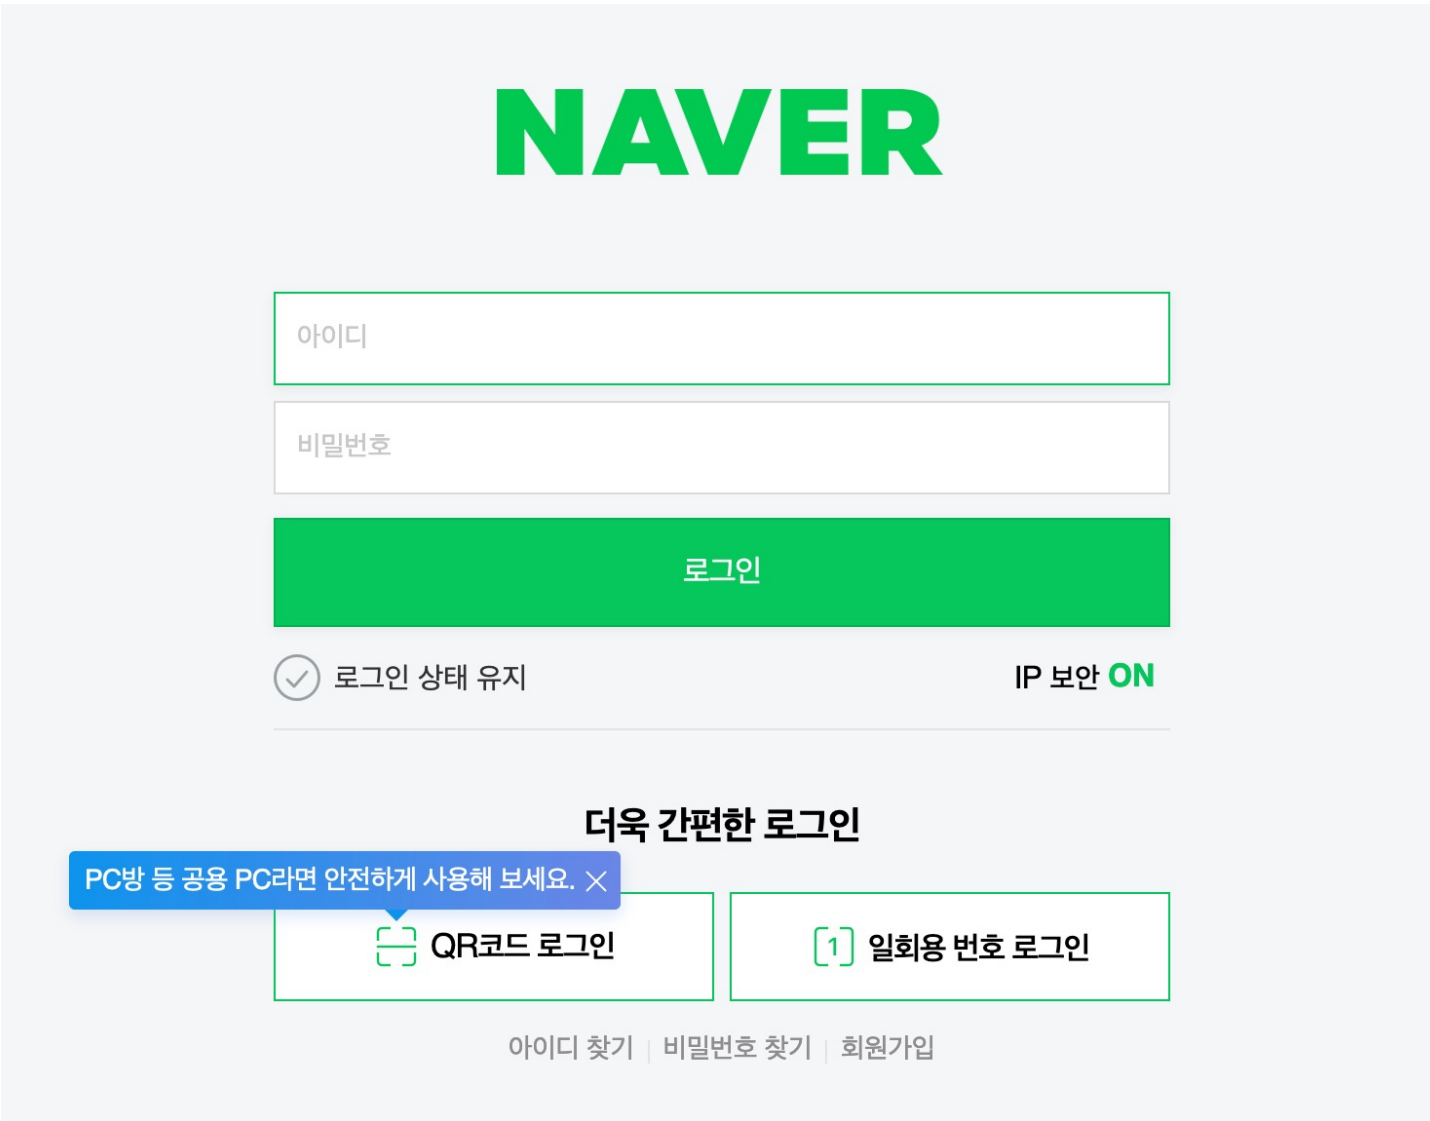 NAVER
아이디
비밀번호
로그인
로그인 상태 유지
IP 보안 ON
더욱 간편한 로그인
PC방 등 공용 PC라면 안전하게 사용해 보세요.
QR코드 로그인
1 일회용 번호 로그인
아이디 찾기 | 비밀번호 찾기 | 회원가입